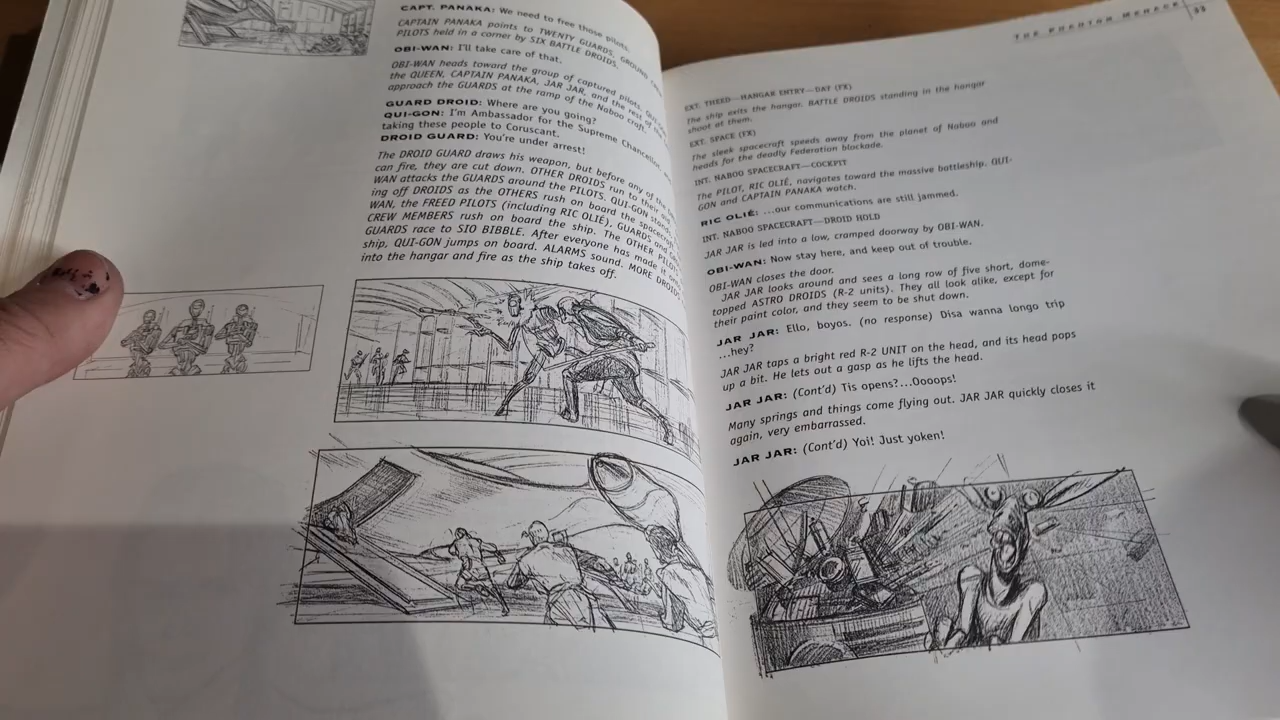 CAPT. PANAKA: We need to free those pilots.
CAPTAIN PANAKA points to TWENTY GUARDS, GROUND
PILOTS held in a corner by SIX BATTLE DROIDS.
OBI-WAN: I'll take care of that.
OBI-WAN heads toward the group of captured pilots.
the QUEEN, CAPTAIN PANAKA, JAR JAR, and the rest of
approach the GUARDS at the ramp of the Naboo craft.
GUARD DROID: Where are you going?
QUI-GON: I'm Ambassador for the Supreme Chancellor,
taking these people to Coruscant.
DROID GUARD: You're under arrest!
The DROID GUARD draws his weapon, but before any of the
can fire, they are cut down. OTHER DROIDS run to their
WAN attacks the GUARDS around the PILOTS. QUI-GON
ing off DROIDS as the OTHERS rush on board the
WAN, the FREED PILOTS (including RIC OLIÉ), GUARDS and
CREW MEMBERS rush on board the ship. The OTHER PILOTS
GUARDS race to SIO BIBBLE. After everyone has made it
ship, QUI-GON jumps on board. ALARMS sound. MORE DROIDS
into the hangar and fire as the ship takes off.
THE PHANTOM MENACE
EXT. THEED—HANGAR ENTRY—DAY (FX)
The ship exits the hangar. BATTLE DROIDS standing in the hangar
shoot at them.
EXT. SPACE (FX)
The sleek spacecraft speeds away from the planet of Naboo and
heads for the deadly Federation blockade.
INT. NABOO SPACECRAFT—COCKPIT
The PILOT, RIC OLIÉ, navigates toward the massive battleship. QUI-
GON and CAPTAIN PANAKA watch.
RIC OLIÉ: ...our communications are still jammed.
INT. NABOO SPACECRAFT—DROID HOLD
JAR JAR is led into a low, cramped doorway by OBI-WAN.
OBI-WAN: Now stay here, and keep out of trouble.
OBI-WAN closes the door.
JAR JAR looks around and sees a long row of five short, dome-
topped ASTRO DROIDS (R-2 units). They all look alike, except for
their paint color, and they seem to be shut down.
JAR JAR: Ello, boyos. (no response) Disa wanna longo trip
...hey?
JAR JAR taps a bright red R-2 UNIT on the head, and its head pops
up a bit. He lets out a gasp as he lifts the head.
JAR JAR: (Cont'd) Tis opens?...Oooops!
Many springs and things come flying out. JAR JAR quickly closes it
again, very embarrassed.
JAR JAR: (Cont'd) Yoi! Just yoken!